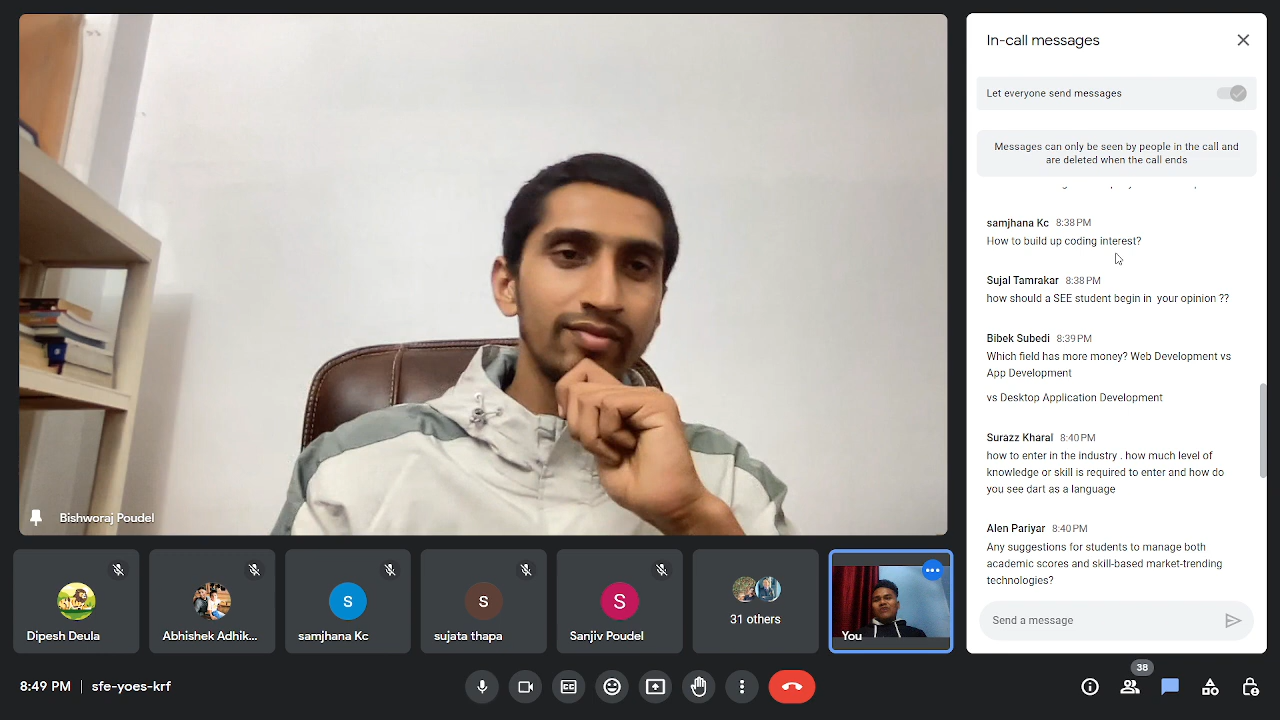 Bishworaj Poudel
Dipesh Deula
Abhishek Adhik...
S
samjhana Kc
S
sujata thapa
S
Sanjiv Poudel
31 others
You
8:49 PM | sfe-yoes-krf
In-call messages
Let everyone send messages
Messages can only be seen by people in the call and
are deleted when the call ends
samjhana Kc 8:38 PM
How to build up coding interest?
Sujal Tamrakar 8:38 PM
how should a SEE student begin in your opinion ??
Bibek Subedi 8:39 PM
Which field has more money? Web Development vs
App Development
vs Desktop Application Development
Surazz Kharal 8:40 PM
how to enter in the industry . how much level of
knowledge or skill is required to enter and how do
you see dart as a language
Alen Pariyar 8:40 PM
Any suggestions for students to manage both
academic scores and skill-based market-trending
technologies?
Send a message
38